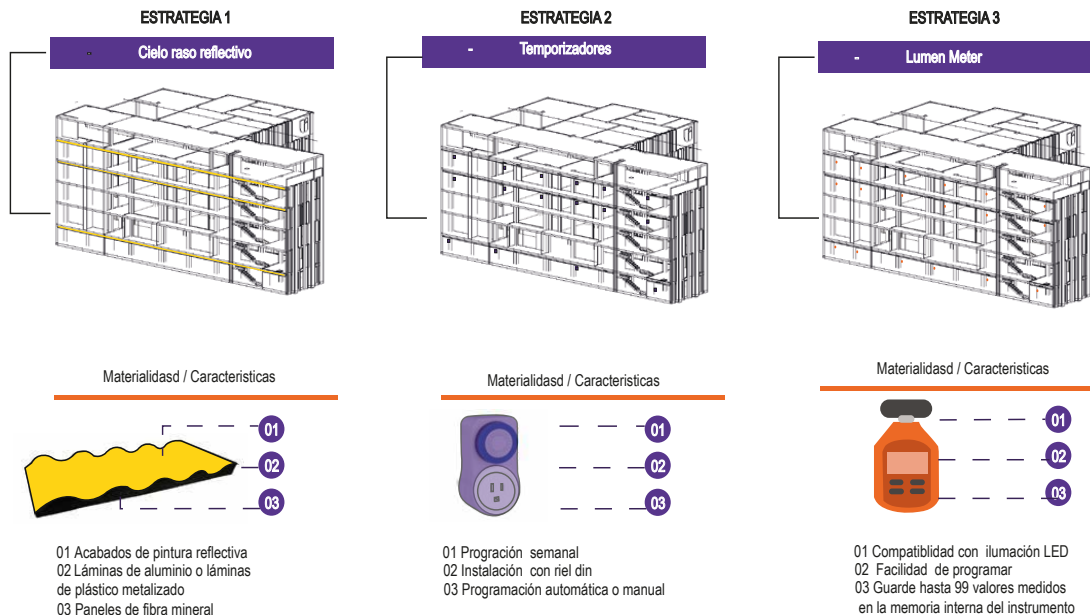 ESTRATEGIA 1
- Cielo raso reflectivo
Materialidasd / Caracteristicas
01
02
03
01 Acabados de pintura reflectiva
02 Láminas de aluminio o láminas
de plástico metalizado
03 Paneles de fibra mineral
ESTRATEGIA 2
- Temporizadores
Materialidasd / Caracteristicas
01
02
03
01 Progración semanal
02 Instalación con riel din
03 Programación automática o manual
ESTRATEGIA 3
- Lumen Meter
Materialidasd / Caracteristicas
01
02
03
01 Compatiblidad con ilumación LED
02 Facilidad de programar
03 Guarde hasta 99 valores medidos
en la memoria interna del instrumento